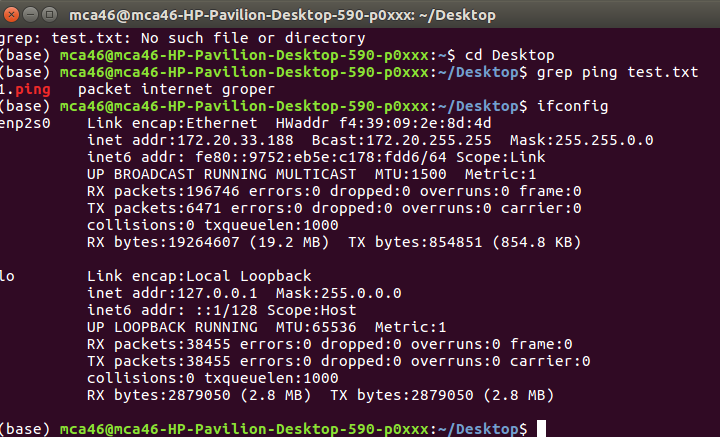 mca46@mca46-HP-Pavilion-Desktop-590-p0xxx: ~/Desktop
grep: test.txt: No such file or directory
(base) mca46@mca46-HP-Pavilion-Desktop-590-p0xxx:~$ cd Desktop
(base) mca46@mca46-HP-Pavilion-Desktop-590-p0xxx:~/Desktop$ grep ping test.txt
1.ping   packet internet groper
(base) mca46@mca46-HP-Pavilion-Desktop-590-p0xxx:~/Desktop$ ifconfig
enp2s0    Link encap:Ethernet  HWaddr f4:39:09:2e:8d:4d
          inet addr:172.20.33.188  Bcast:172.20.255.255  Mask:255.255.0.0
          inet6 addr: fe80::9752:eb5e:c178:fdd6/64 Scope:Link
          UP BROADCAST RUNNING MULTICAST  MTU:1500  Metric:1
          RX packets:196746 errors:0 dropped:0 overruns:0 frame:0
          TX packets:6471 errors:0 dropped:0 overruns:0 carrier:0
          collisions:0 txqueuelen:1000
          RX bytes:19264607 (19.2 MB)  TX bytes:854851 (854.8 KB)
lo        Link encap:Local Loopback
          inet addr:127.0.0.1  Mask:255.0.0.0
          inet6 addr: ::1/128 Scope:Host
          UP LOOPBACK RUNNING  MTU:65536  Metric:1
          RX packets:38455 errors:0 dropped:0 overruns:0 frame:0
          TX packets:38455 errors:0 dropped:0 overruns:0 carrier:0
          collisions:0 txqueuelen:1000
          RX bytes:2879050 (2.8 MB)  TX bytes:2879050 (2.8 MB)
(base) mca46@mca46-HP-Pavilion-Desktop-590-p0xxx:~/Desktop$